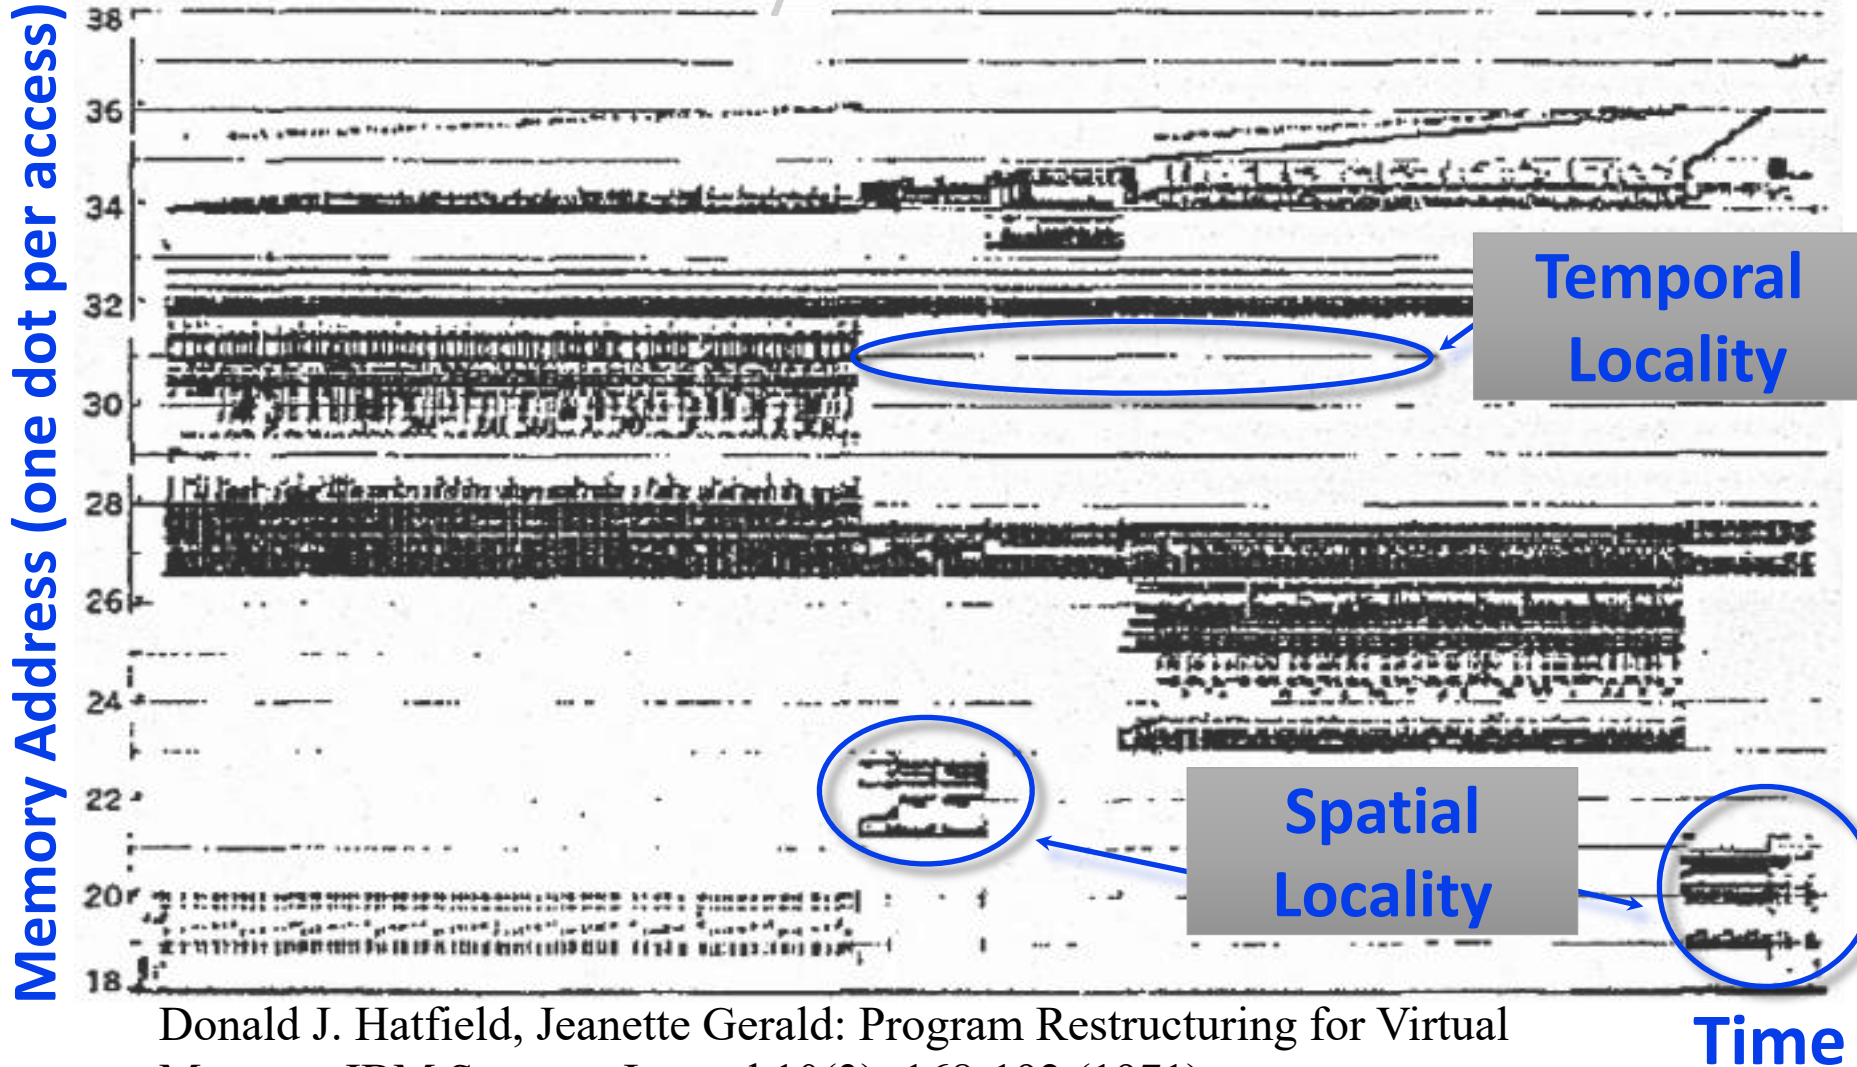 Memory Address (one dot per access)
38
36
34
32
30
28
26
24
22
20
18
Temporal
Locality
Spatial
Locality
Donald J. Hatfield, Jeanette Gerald: Program Restructuring for Virtual
Time